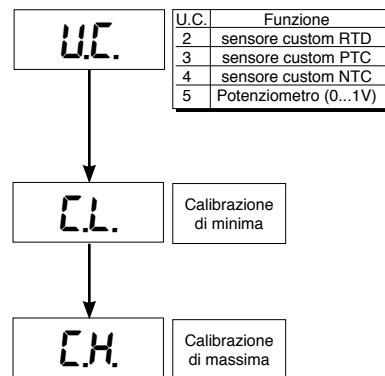 U.C.
U.C. Funzione
2 sensore custom RTD
3 sensore custom PTC
4 sensore custom NTC
5 Potenziometro (0...1V)
C.L.
Calibrazione
di minima
C.H.
Calibrazione
di massima